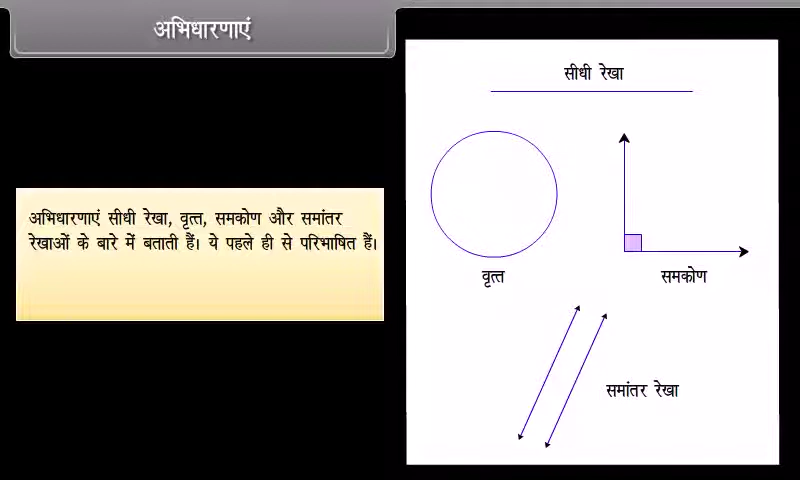 अभिधारणाएं
अभिधारणाएं सीधी रेखा, वृत्त, समकोण और समांतर
रेखाओं के बारे में बताती हैं। ये पहले ही से परिभाषित हैं।
सीधी रेखा
वृत्त
समकोण
समांतर रेखा